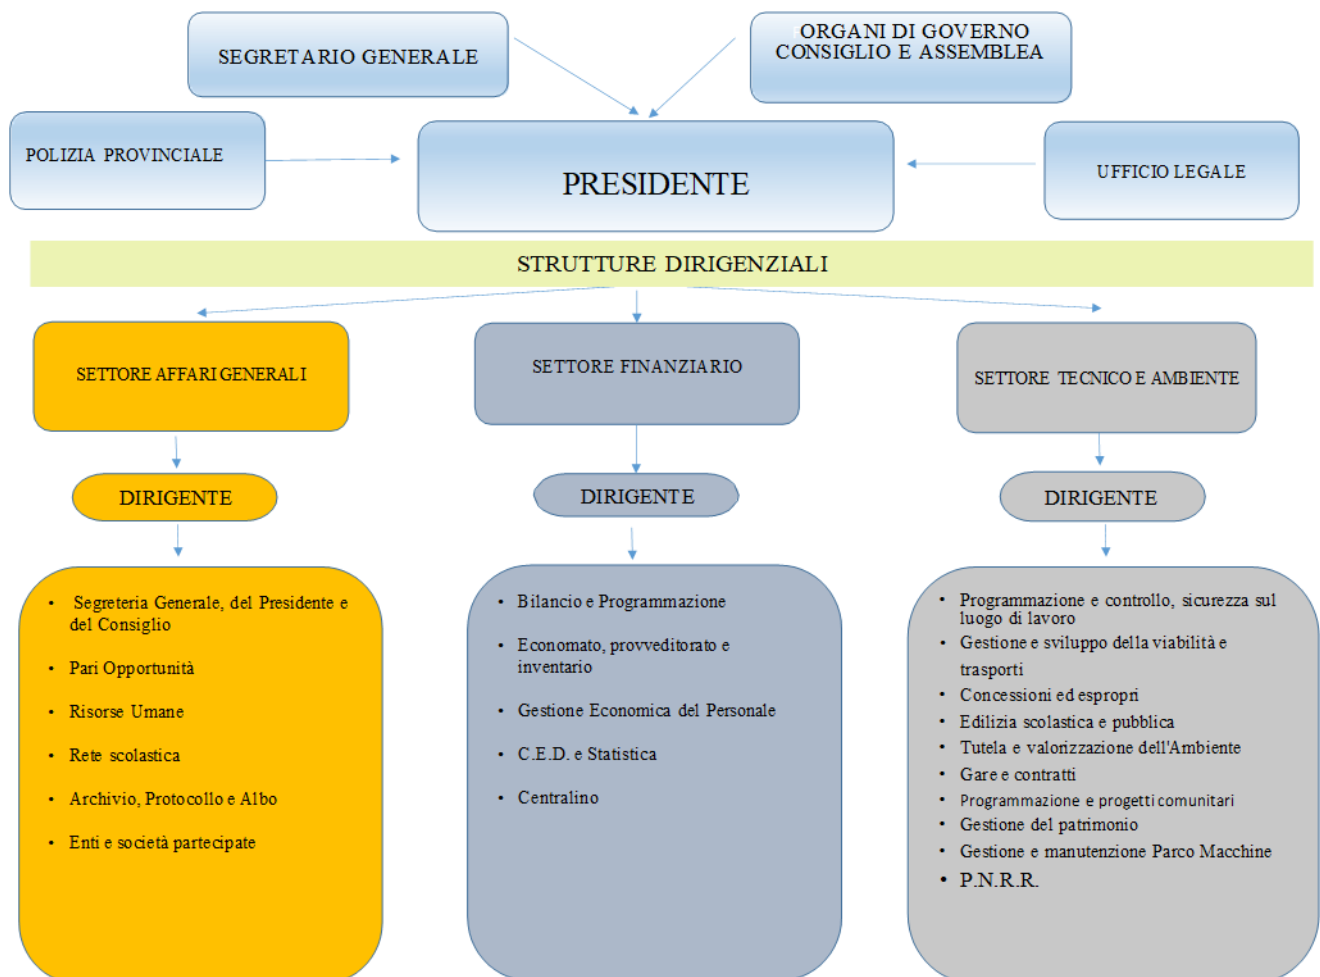 SEGRETARIO GENERALE
ORGANI DI GOVERNO
CONSIGLIO E ASSEMBLEA
POLIZIA PROVINCIALE
PRESIDENTE
UFFICIO LEGALE
STRUTTURE DIRIGENZIALI
SETTORE AFFARI GENERALI
SETTORE FINANZIARIO
SETTORE TECNICO E AMBIENTE
DIRIGENTE
DIRIGENTE
DIRIGENTE
• Segreteria Generale, del Presidente e
del Consiglio
• Pari Opportunità
• Risorse Umane
• Rete scolastica
• Archivio, Protocollo e Albo
• Enti e società partecipate
• Bilancio e Programmazione
• Economato, provveditorato e
inventario
• Gestione Economica del Personale
• C.E.D. e Statistica
• Centralino
• Programmazione e controllo, sicurezza sul
luogo di lavoro
• Gestione e sviluppo della viabilità e
trasporti
• Concessioni ed espropri
• Edilizia scolastica e pubblica
• Tutela e valorizzazione dell'Ambiente
• Gare e contratti
• Programmazione e progetti comunitari
• Gestione del patrimonio
• Gestione e manutenzione Parco Macchine
• P.N.R.R.